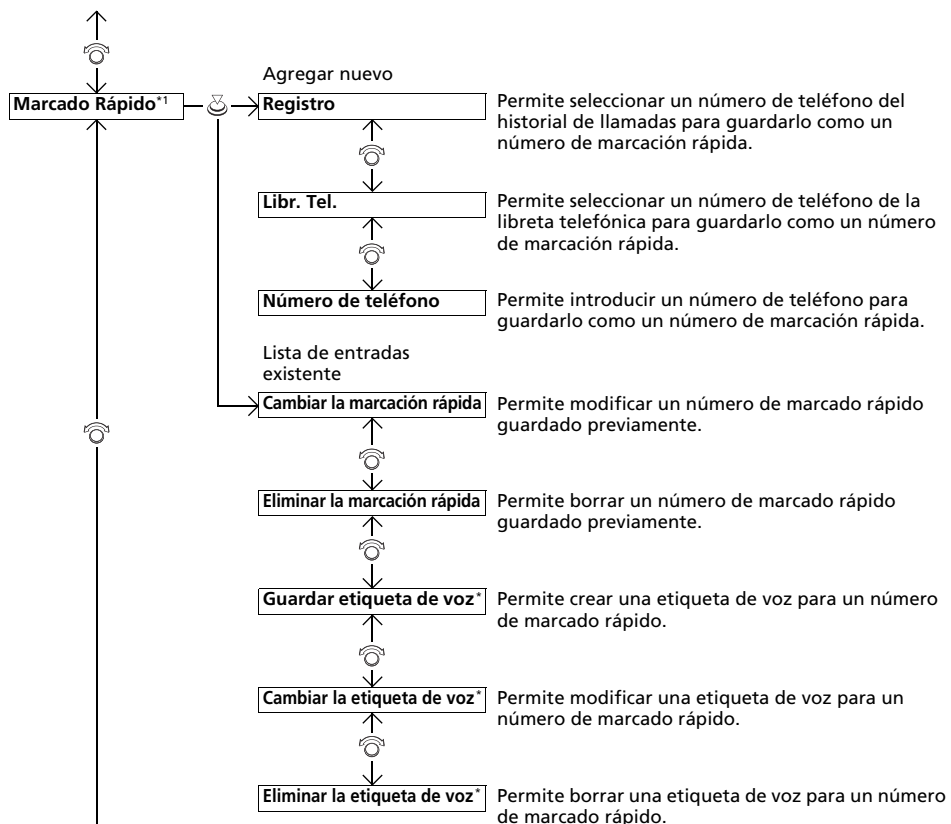 Agregar nuevo
Marcado Rápido*1
Registro
Permite seleccionar un número de teléfono del
historial de llamadas para guardarlo como un
número de marcación rápida.
Libr. Tel.
Permite seleccionar un número de teléfono de la
libreta telefónica para guardarlo como un número
de marcación rápida.
Número de teléfono
Permite introducir un número de teléfono para
guardarlo como un número de marcación rápida.
Lista de entradas
existente
Cambiar la marcación rápida
Permite modificar un número de marcado rápido
guardado previamente.
Eliminar la marcación rápida
Permite borrar un número de marcado rápido
guardado previamente.
Guardar etiqueta de voz*
Permite crear una etiqueta de voz para un número
de marcado rápido.
Cambiar la etiqueta de voz*
Permite modificar una etiqueta de voz para un
número de marcado rápido.
Eliminar la etiqueta de voz*
Permite borrar una etiqueta de voz para un número
de marcado rápido.